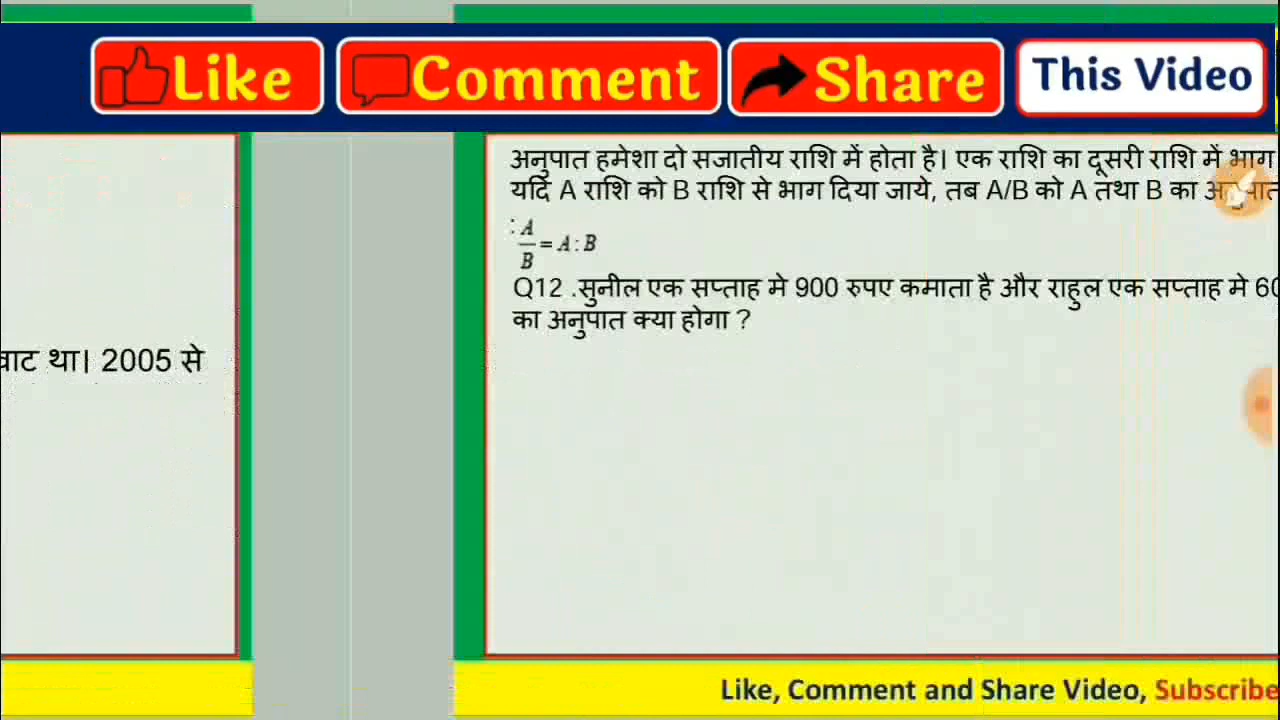 Like Comment Share This Video
वाट था। 2005 से
अनुपात हमेशा दो सजातीय राशि में होता है। एक राशि का दूसरी राशि में भाग
यदि A राशि को B राशि से भाग दिया जाये, तब A/B को A तथा B का
: A/B = A : B
Q12 .सुनील एक सप्ताह मे 900 रुपए कमाता है और राहुल एक सप्ताह मे 60
का अनुपात क्या होगा ?
Like, Comment and Share Video, Subscribe